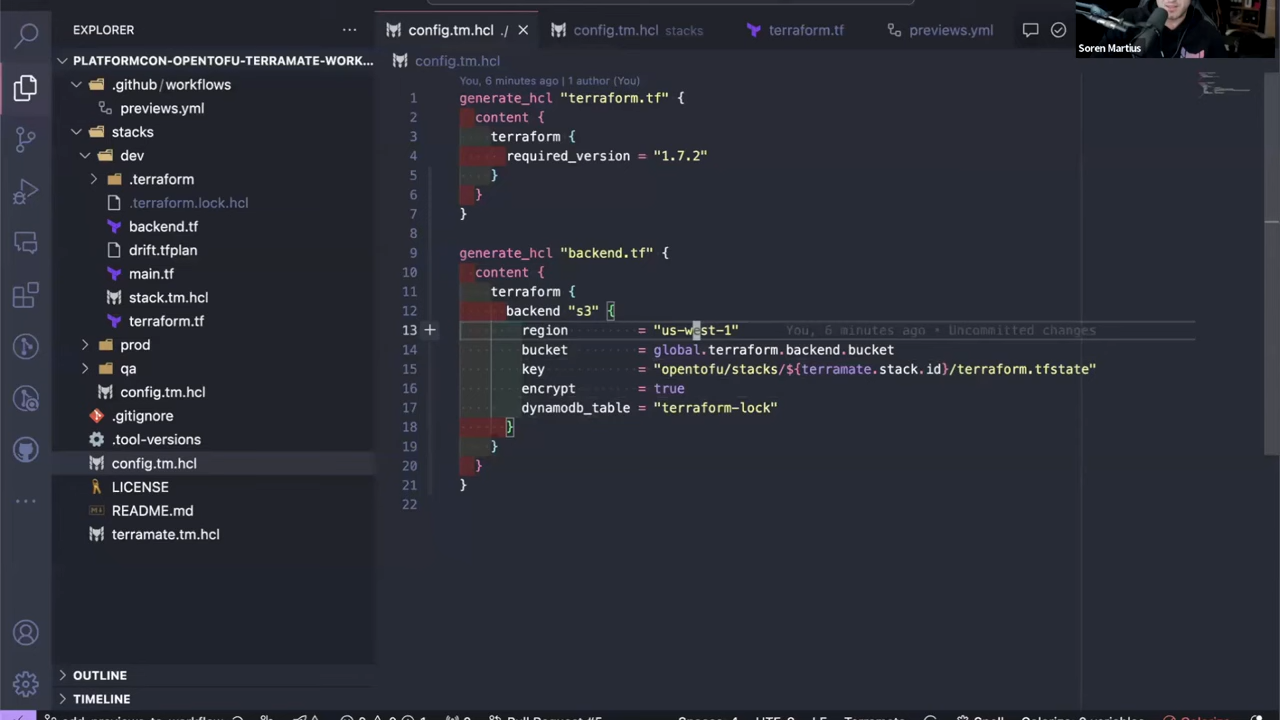 EXPLORER
PLATFORMCON-OPENTOFU-TERRAMATE-WORK...
.github/workflows
previews.yml
stacks
dev
.terraform
.terraform.lock.hcl
backend.tf
drift.tfplan
main.tf
stack.tm.hcl
terraform.tf
prod
qa
config.tm.hcl
.gitignore
.tool-versions
config.tm.hcl
LICENSE
README.md
terramate.tm.hcl
OUTLINE
TIMELINE
config.tm.hcl ./
config.tm.hcl stacks
terraform.tf
previews.yml
Soren Martius
config.tm.hcl
You, 6 minutes ago | 1 author (You)
1 generate_hcl "terraform.tf" {
2 content {
3 terraform {
4 required_version = "1.7.2"
5 }
6 }
7 }
8
9 generate_hcl "backend.tf" {
10 content {
11 terraform {
12 backend "s3" {
13 region = "us-west-1" You, 6 minutes ago • Uncommitted changes
14 bucket = global.terraform.backend.bucket
15 key = "opentofu/stacks/${terramate.stack.id}/terraform.tfstate"
16 encrypt = true
17 dynamodb_table = "terraform-lock"
18 }
19 }
20 }
21 }
22